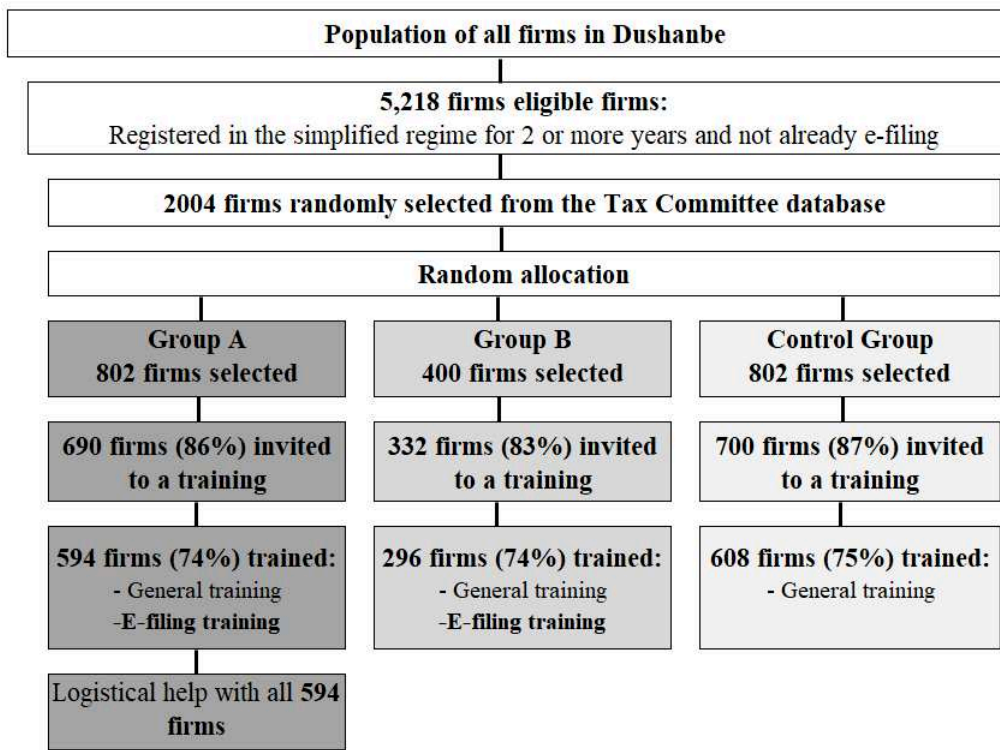 Population of all firms in Dushanbe
5,218 firms eligible firms:
Registered in the simplified regime for 2 or more years and not already e-filing
2004 firms randomly selected from the Tax Committee database
Random allocation
Group A
802 firms selected
690 firms (86%) invited
to a training
594 firms (74%) trained:
- General training
-E-filing training
Logistical help with all 594
firms
Group B
400 firms selected
332 firms (83%) invited
to a training
296 firms (74%) trained:
- General training
-E-filing training
Control Group
802 firms selected
700 firms (87%) invited
to a training
608 firms (75%) trained:
- General training